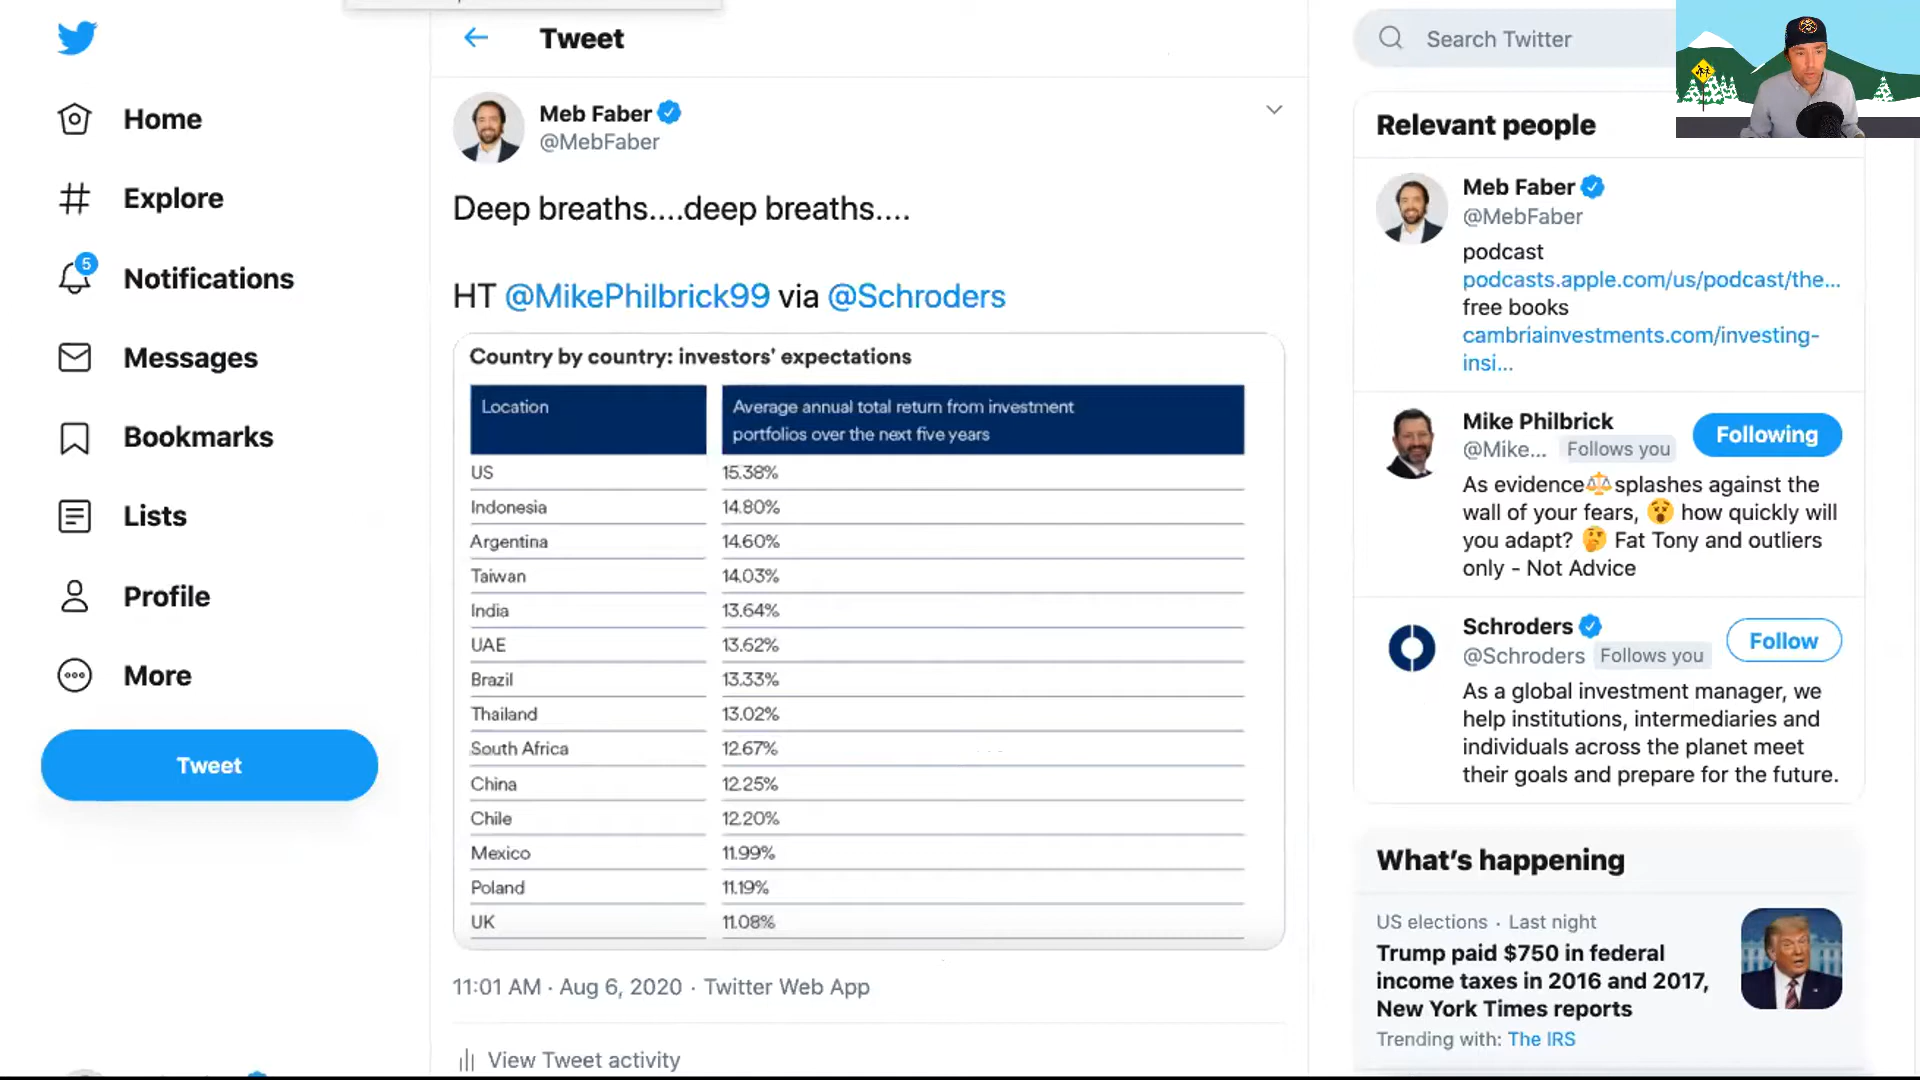 Home
Explore
5
Notifications
Messages
Bookmarks
Lists
Profile
More
Tweet
Tweet
Meb Faber
@MebFaber
Deep breaths....deep breaths....
HT @MikePhilbrick99 via @Schroders
Country by country: investors' expectations
Location
Average annual total return from investment
portfolios over the next five years
US 15.38%
Indonesia 14.80%
Argentina 14.60%
Taiwan 14.03%
India 13.64%
UAE 13.62%
Brazil 13.33%
Thailand 13.02%
South Africa 12.67%
China 12.25%
Chile 12.20%
Mexico 11.99%
Poland 11.19%
UK 11.08%
11:01 AM · Aug 6, 2020 · Twitter Web App
View Tweet activity
Search Twitter
Relevant people
Meb Faber
@MebFaber
podcast
podcasts.apple.com/us/podcast/the...
free books
cambriainvestments.com/investing-
insi...
Mike Philbrick
@Mike... Follows you
Following
As evidence⚖️splashes against the
wall of your fears, 😵 how quickly will
you adapt? 🤔 Fat Tony and outliers
only - Not Advice
Schroders
@Schroders Follows you
Follow
As a global investment manager, we
help institutions, intermediaries and
individuals across the planet meet
their goals and prepare for the future.
What's happening
US elections · Last night
Trump paid $750 in federal
income taxes in 2016 and 2017,
New York Times reports
Trending with: The IRS